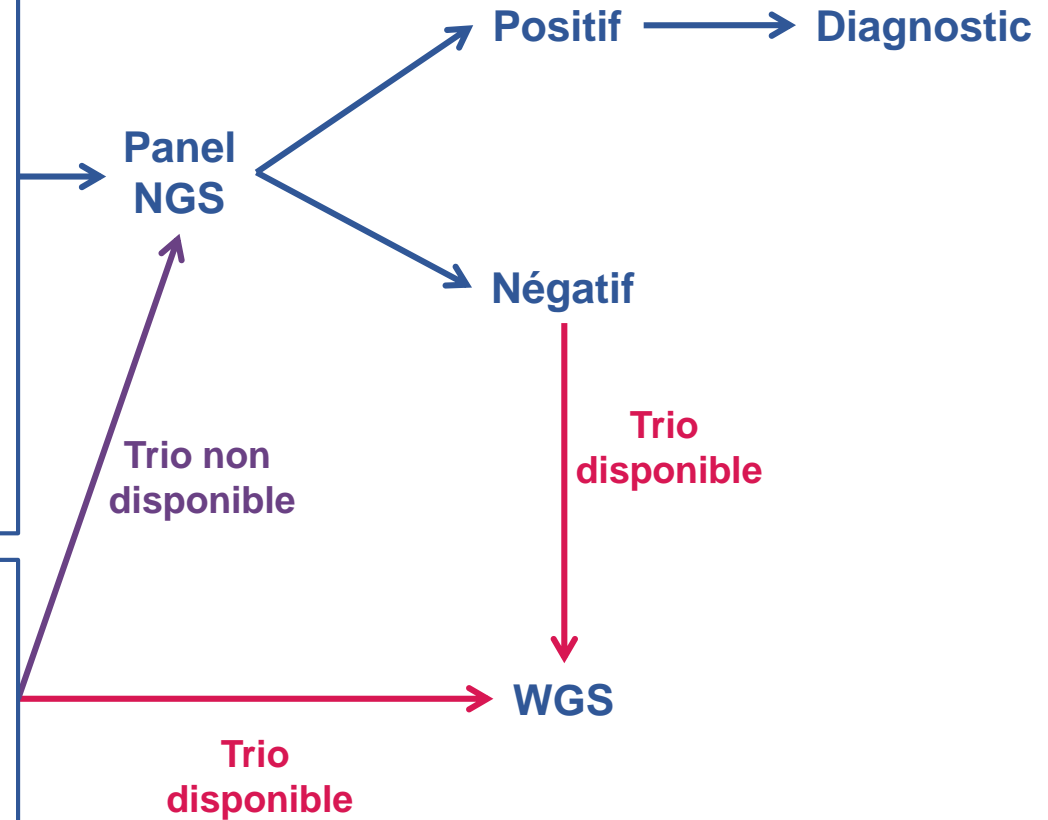 Positif
Diagnostic
Panel
NGS
Négatif
Trio
disponible
Trio non
disponible
WGS
Trio
disponible